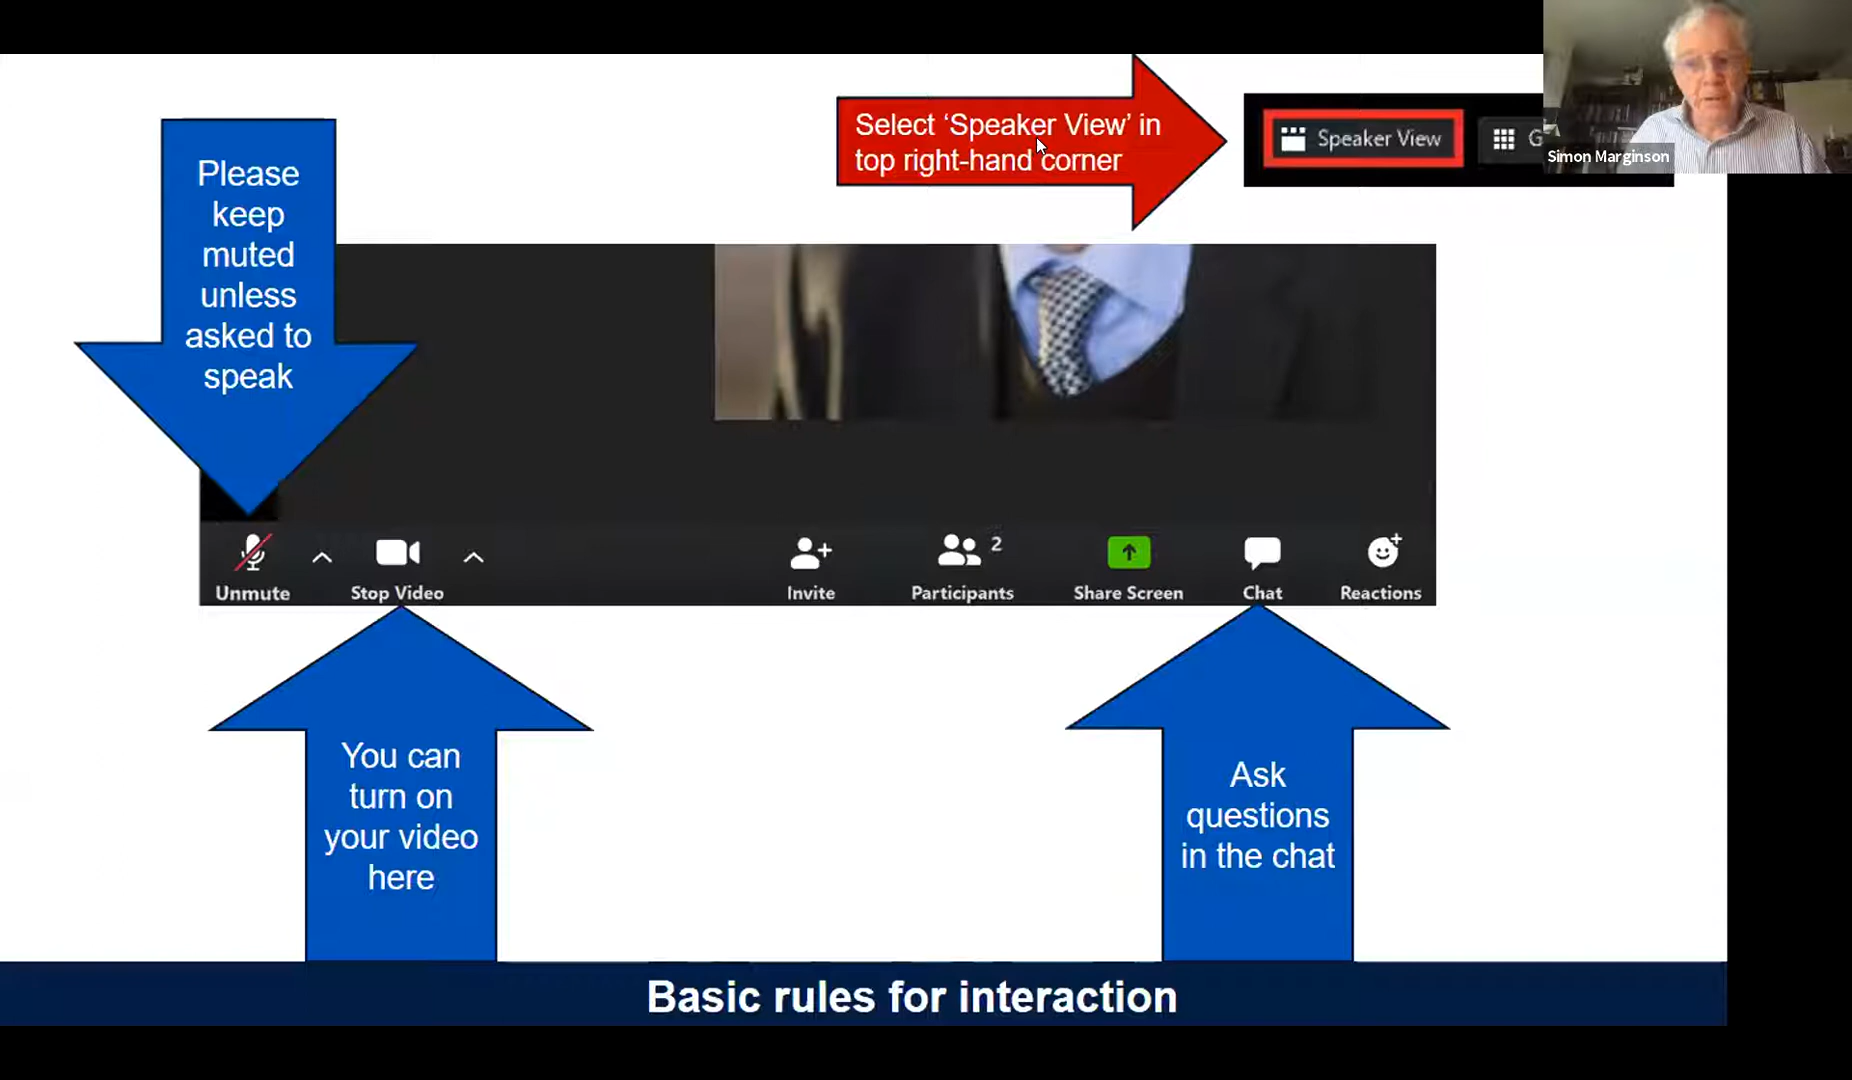 Select ‘Speaker View’ in
top right-hand corner
Speaker View
G
Simon Marginson
Please
keep
muted
unless
asked to
speak
2
Unmute
Stop Video
Invite
Participants
Share Screen
Chat
Reactions
You can
turn on
your video
here
Ask
questions
in the chat
Basic rules for interaction